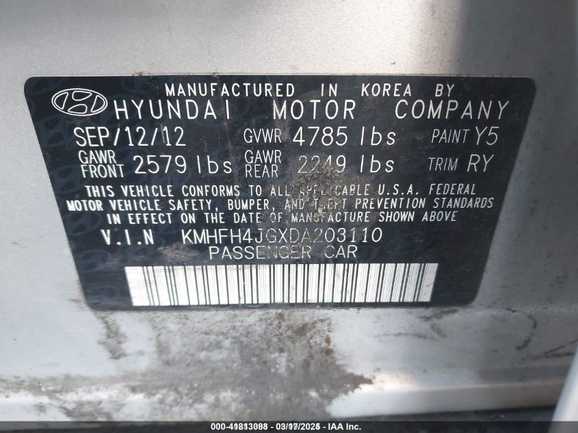 MANUFACTURED IN KOREA BY
HYUNDAI MOTOR COMPANY
SEP/12/12 GVWR 4785 lbs PAINT Y5
GAWR FRONT 2579 lbs GAWR REAR 2249 lbs TRIM RY
THIS VEHICLE CONFORMS TO ALL APPLICABLE U.S.A. FEDERAL
MOTOR VEHICLE SAFETY, BUMPER, AND THEFT PREVENTION STANDARDS
IN EFFECT ON THE DATE OF MANUFACTURE SHOWN ABOVE
V.I.N KMHFH4JGXDA203110
PASSENGER CAR